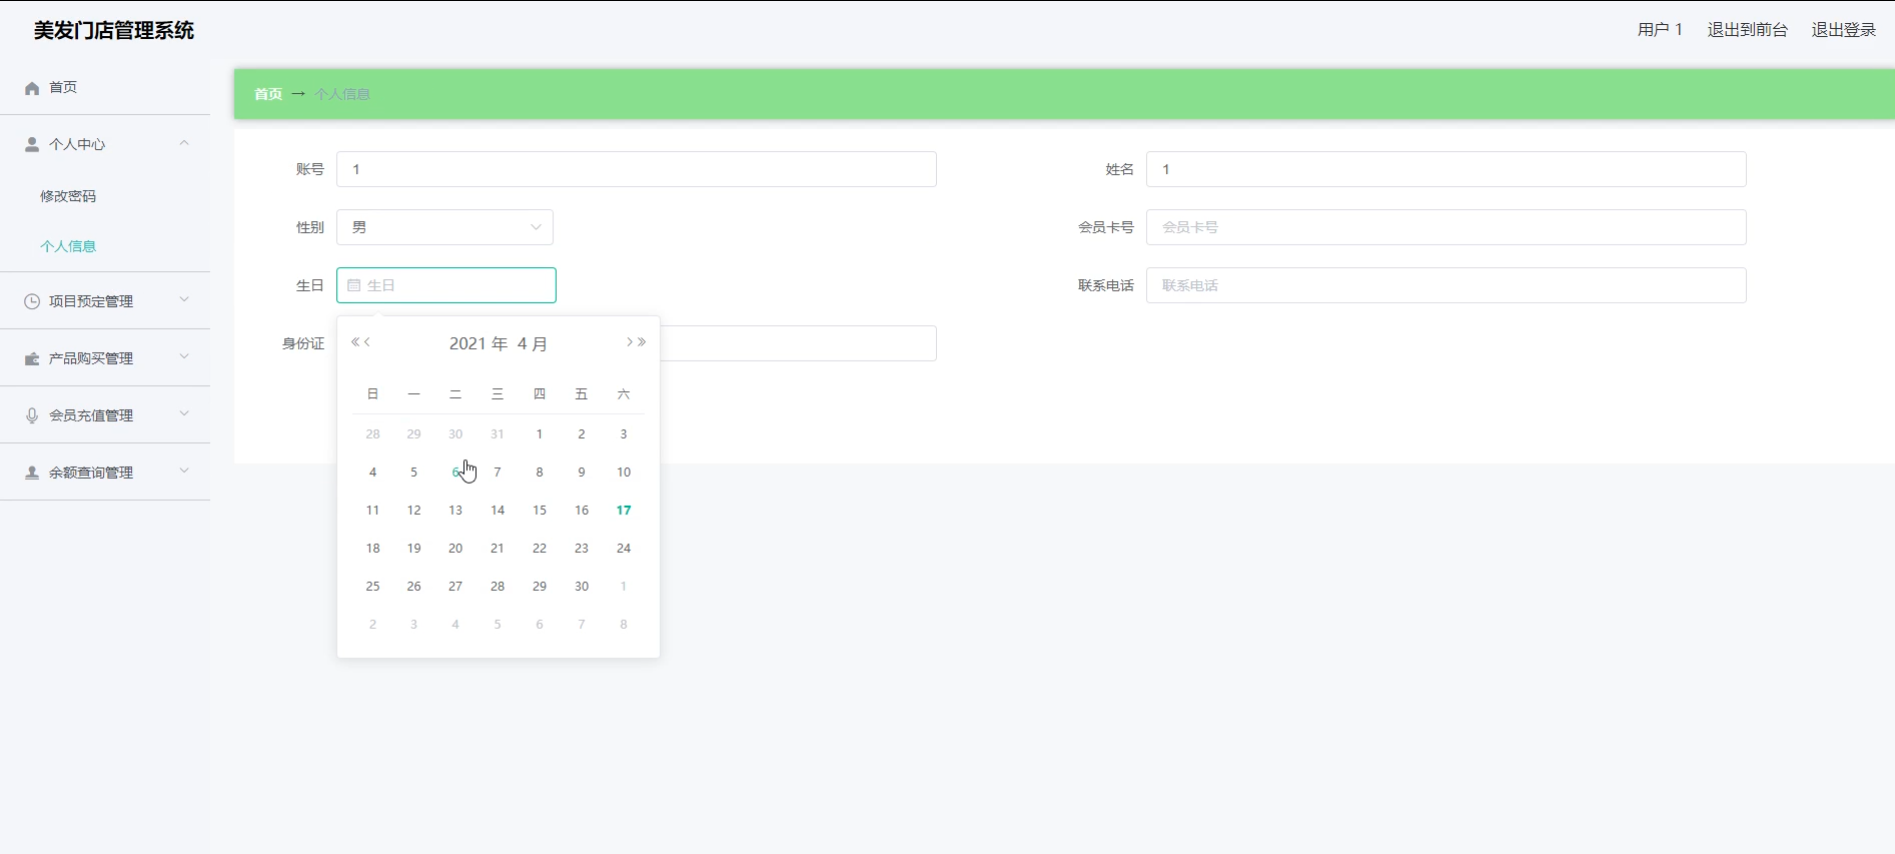 美发门店管理系统
用户 1 退出到前台 退出登录
首页
个人中心
修改密码
个人信息
项目预定管理
产品购买管理
会员充值管理
余额查询管理
首页 → 个人信息
账号 1
姓名 1
性别 男
会员卡号 会员卡号
生日 生日
联系电话 联系电话
身份证
2021 年 4 月
日 一 二 三 四 五 六
28 29 30 31 1 2 3
4 5 6 7 8 9 10
11 12 13 14 15 16 17
18 19 20 21 22 23 24
25 26 27 28 29 30 1
2 3 4 5 6 7 8